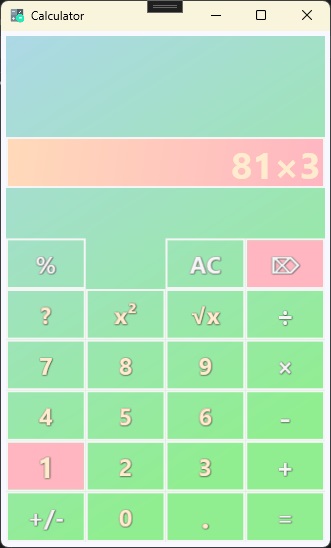 Calculator
81×3
% AC ⌦
? x² √x ÷
7 8 9 ×
4 5 6 -
1 2 3 +
+/- 0 . =